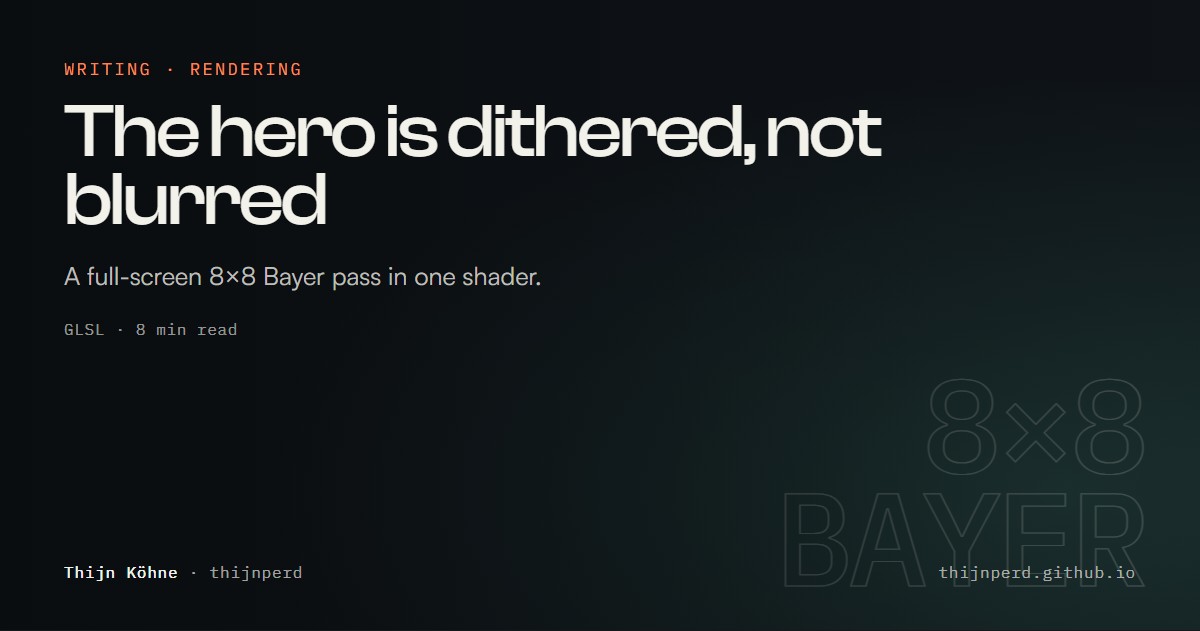 WRITING · RENDERING
The hero is dithered, not
blurred
A full-screen 8×8 Bayer pass in one shader.
GLSL · 8 min read
8×8
BAYER
Thijn Köhne · thijnperd
thijnperd.github.io